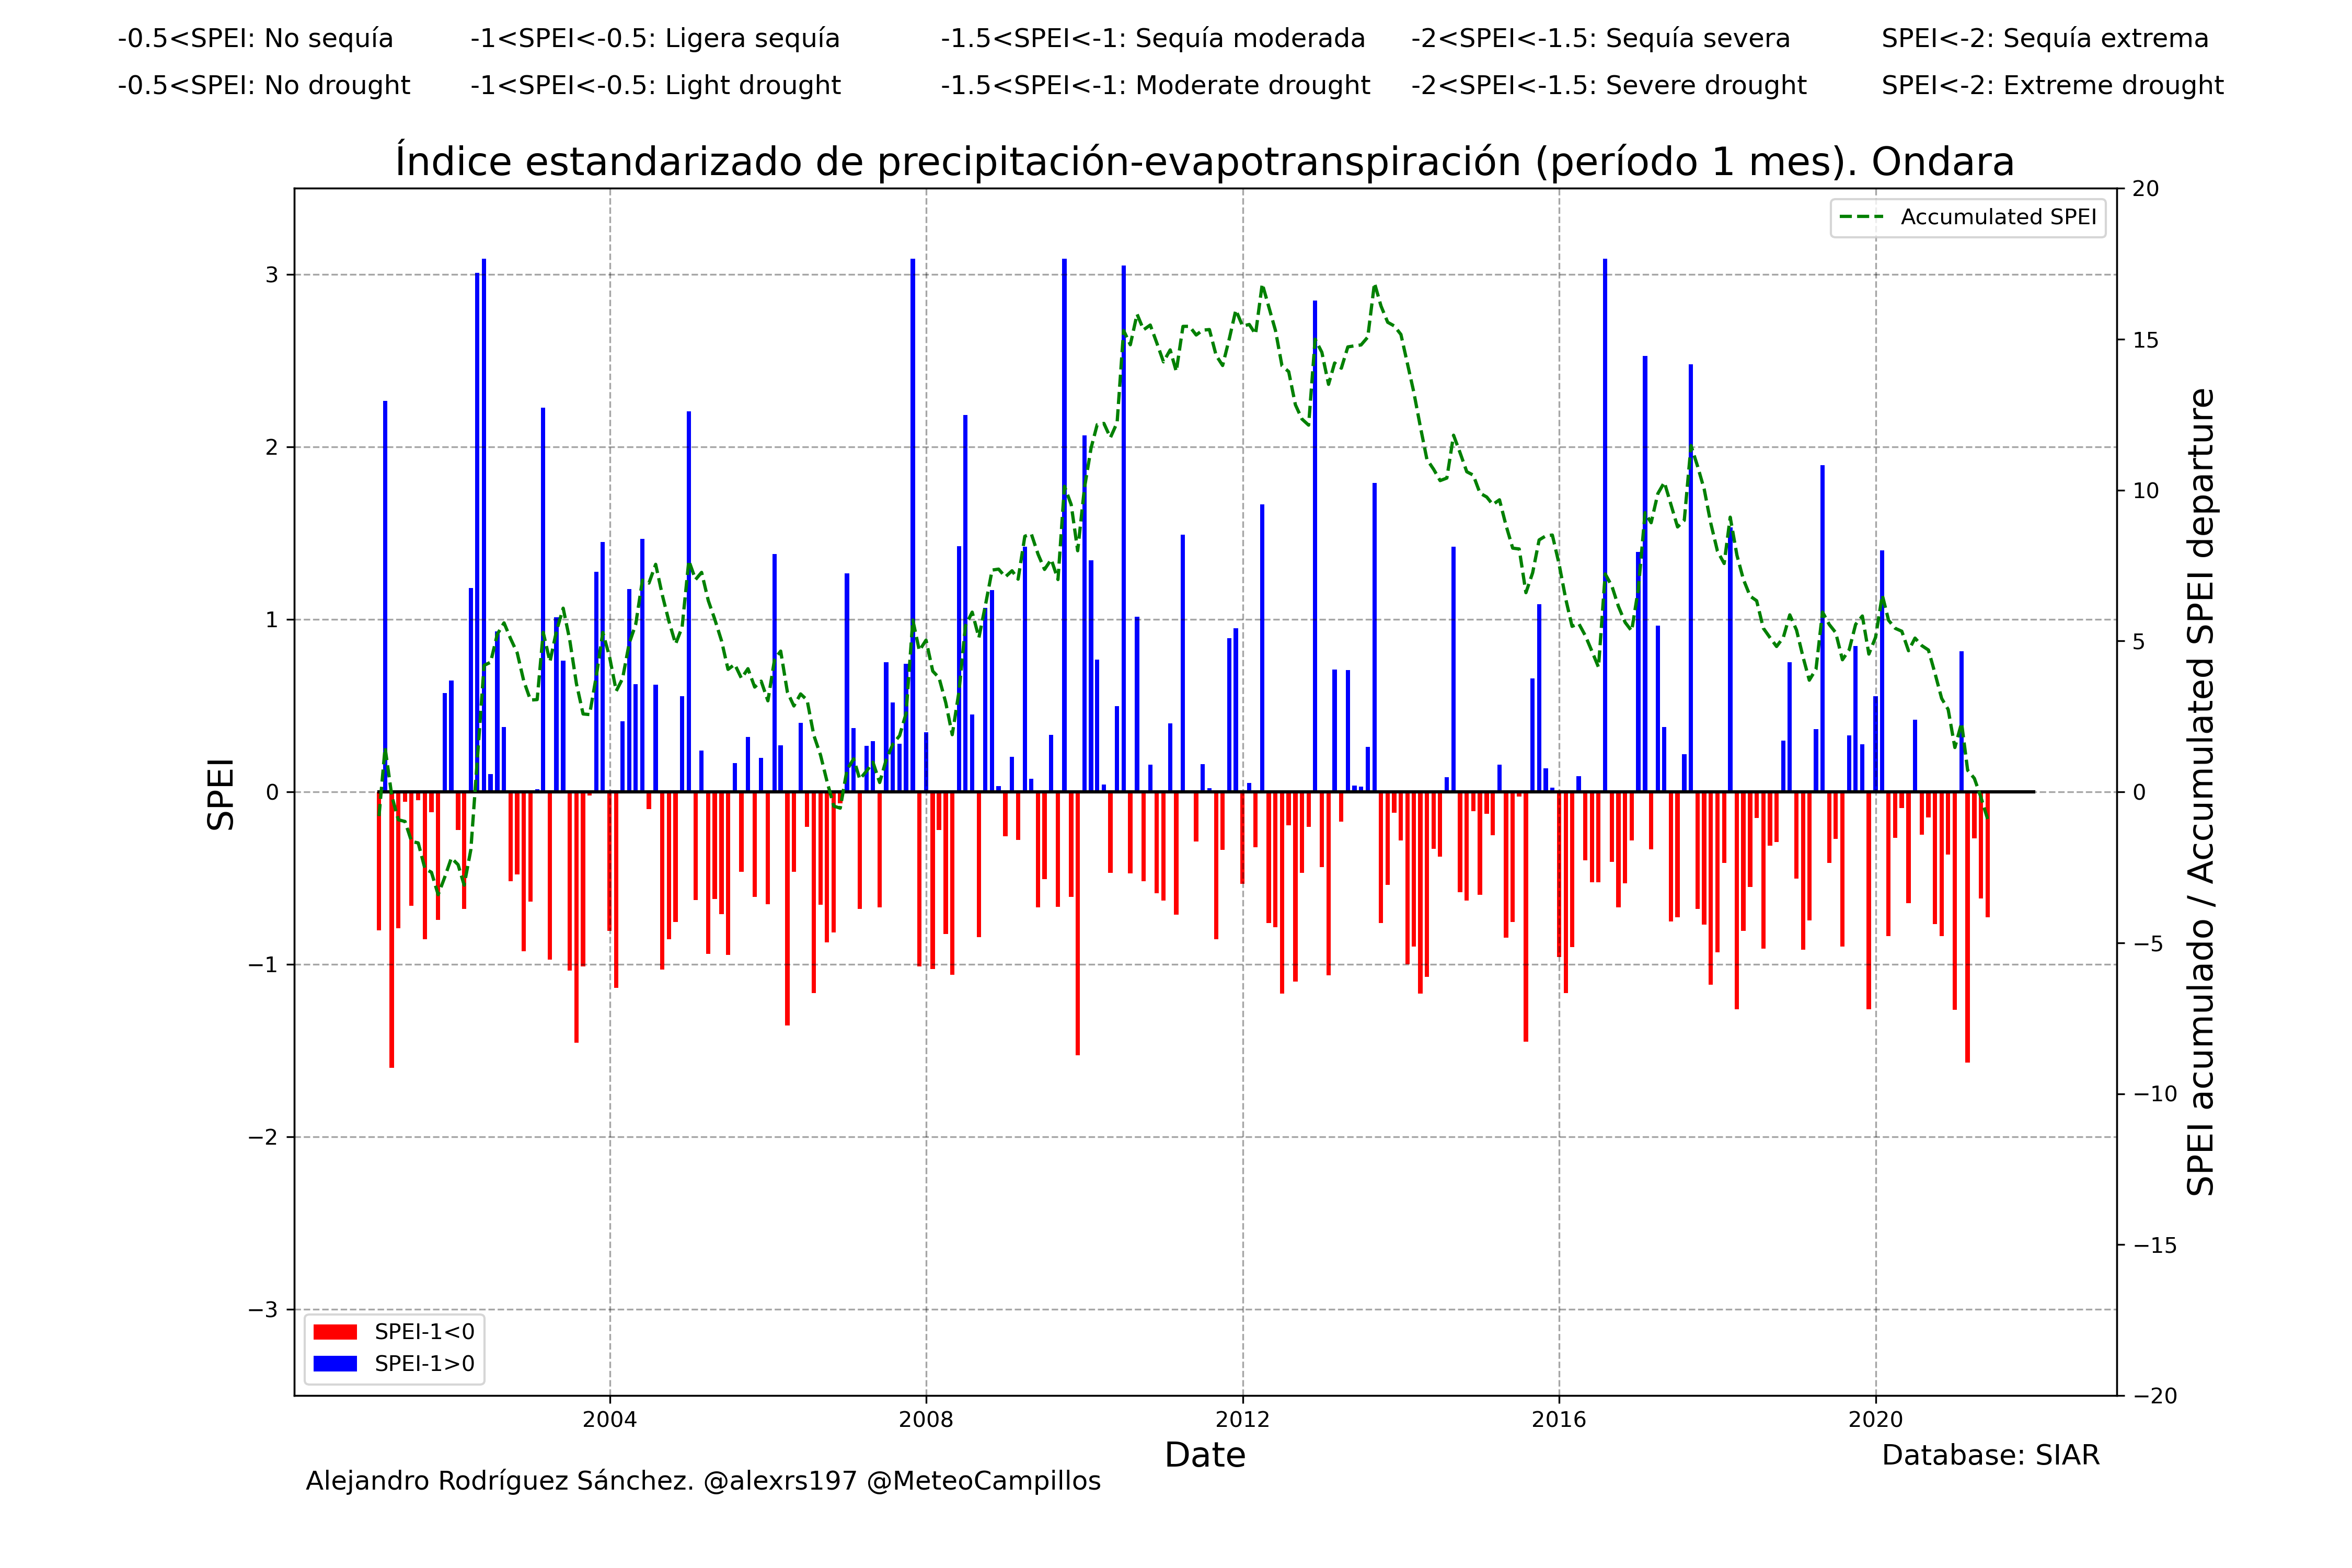 -0.5<SPEI: No sequía -1<SPEI<-0.5: Ligera sequía -1.5<SPEI<-1: Sequía moderada -2<SPEI<-1.5: Sequía severa SPEI<-2: Sequía extrema
-0.5<SPEI: No drought -1<SPEI<-0.5: Light drought -1.5<SPEI<-1: Moderate drought -2<SPEI<-1.5: Severe drought SPEI<-2: Extreme drought
Índice estandarizado de precipitación-evapotranspiración (período 1 mes). Ondara
Accumulated SPEI
SPEI
3
2
1
0
−1
−2
−3
20
15
10
5
0
−5
−10
−15
−20
SPEI acumulado / Accumulated SPEI departure
SPEI-1<0
SPEI-1>0
2004 2008 2012 2016 2020
Date
Database: SIAR
Alejandro Rodríguez Sánchez. @alexrs197 @MeteoCampillos